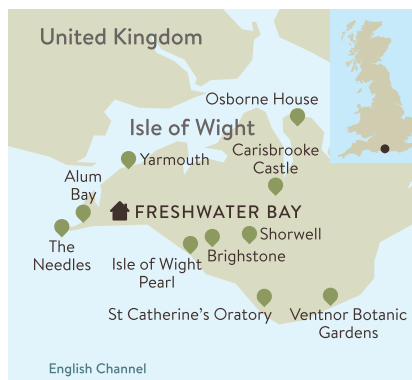 United Kingdom
Osborne House
Isle of Wight
Carisbrooke
Castle
Yarmouth
Alum
Bay
FRESHWATER BAY
The
Needles
Shorwell
Brighstone
Isle of Wight
Pearl
St Catherine's Oratory
Ventnor Botanic
Gardens
English Channel